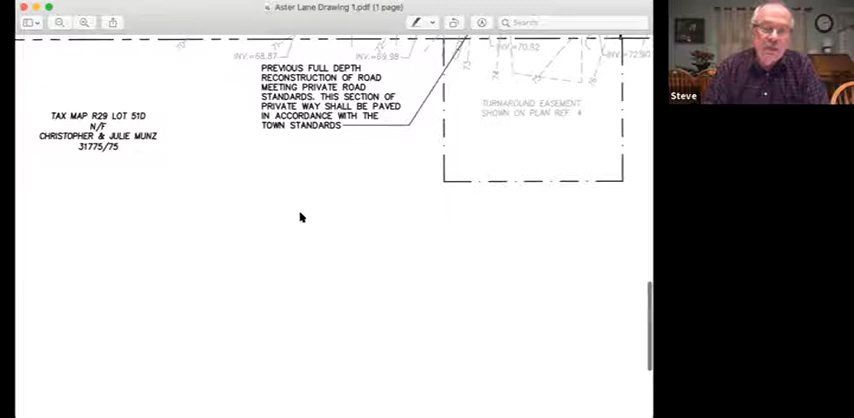 Aster Lane Drawing 1.pdf (1 page)
Search
INV.=68.87
INV.=69.98
INV.=70.52
PREVIOUS FULL DEPTH
RECONSTRUCTION OF ROAD
MEETING PRIVATE ROAD
STANDARDS. THIS SECTION OF
PRIVATE WAY SHALL BE PAVED
IN ACCORDANCE WITH THE
TOWN STANDARDS
73
74
TURNAROUND EASEMENT
SHOWN ON PLAN REF. 4
TAX MAP R29 LOT 51D
N/F
CHRISTOPHER & JULIE MUNZ
31775/75
Steve